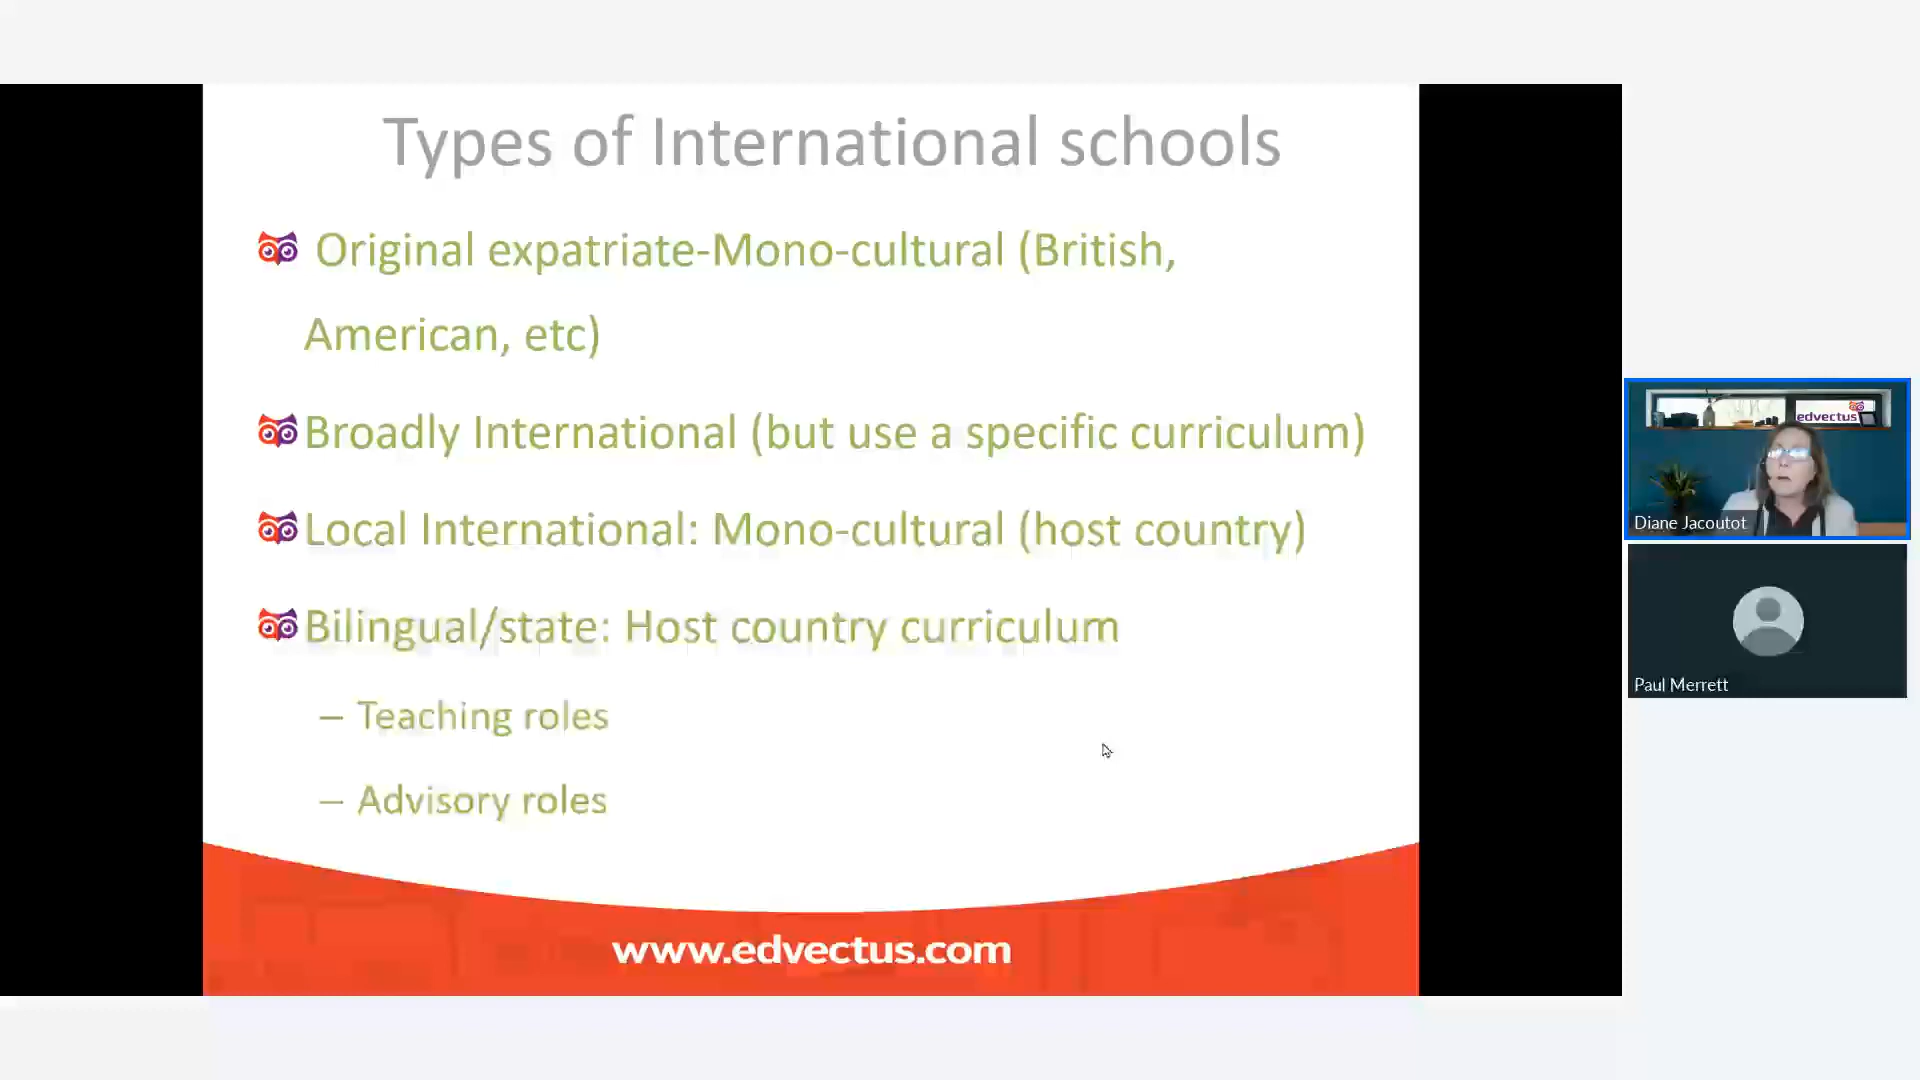 Types of International schools
Original expatriate-Mono-cultural (British,
American, etc)
Broadly International (but use a specific curriculum)
Local International: Mono-cultural (host country)
Bilingual/state: Host country curriculum
– Teaching roles
– Advisory roles
www.edvectus.com
edvectus
Diane Jacoutot
Paul Merrett